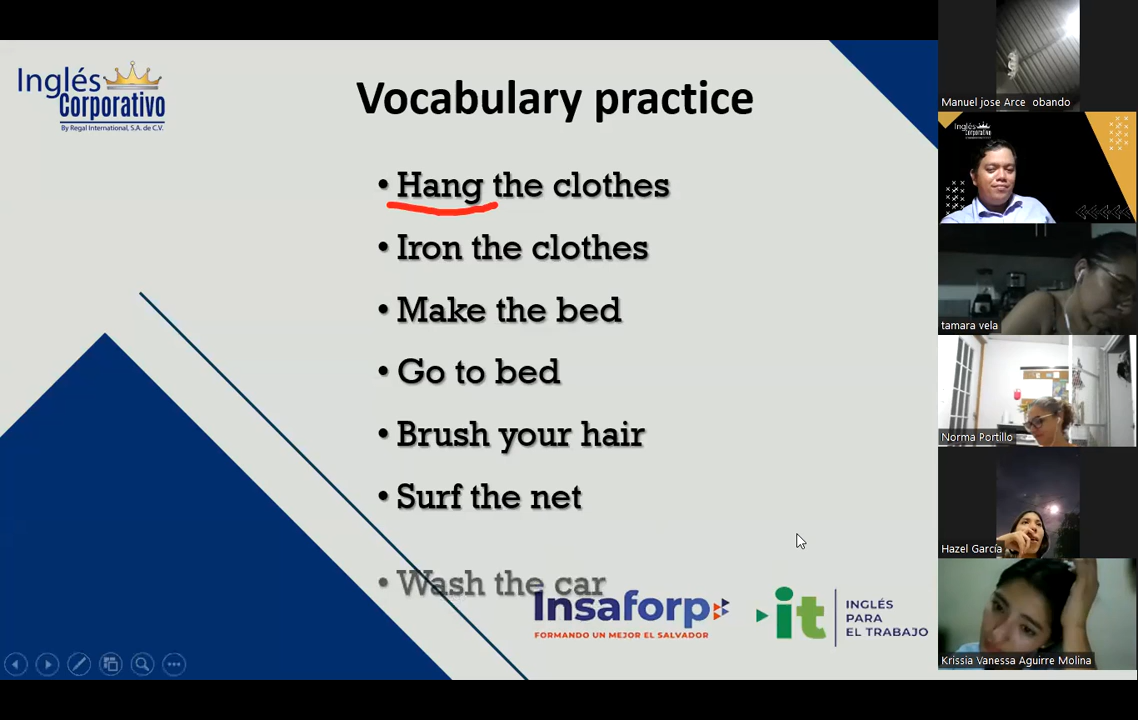 Inglés
Corporativo
By Regal International, S.A. de C.V.
Vocabulary practice
• Hang the clothes
• Iron the clothes
• Make the bed
• Go to bed
• Brush your hair
• Surf the net
• Wash the car
Insaforp
FORMANDO UN MEJOR EL SALVADOR
it
INGLÉS
PARA
EL TRABAJO
Manuel jose Arce obando
Inglés
Corporativo
tamara vela
Norma Portillo
Hazel García
Krissia Vanessa Aguirre Molina